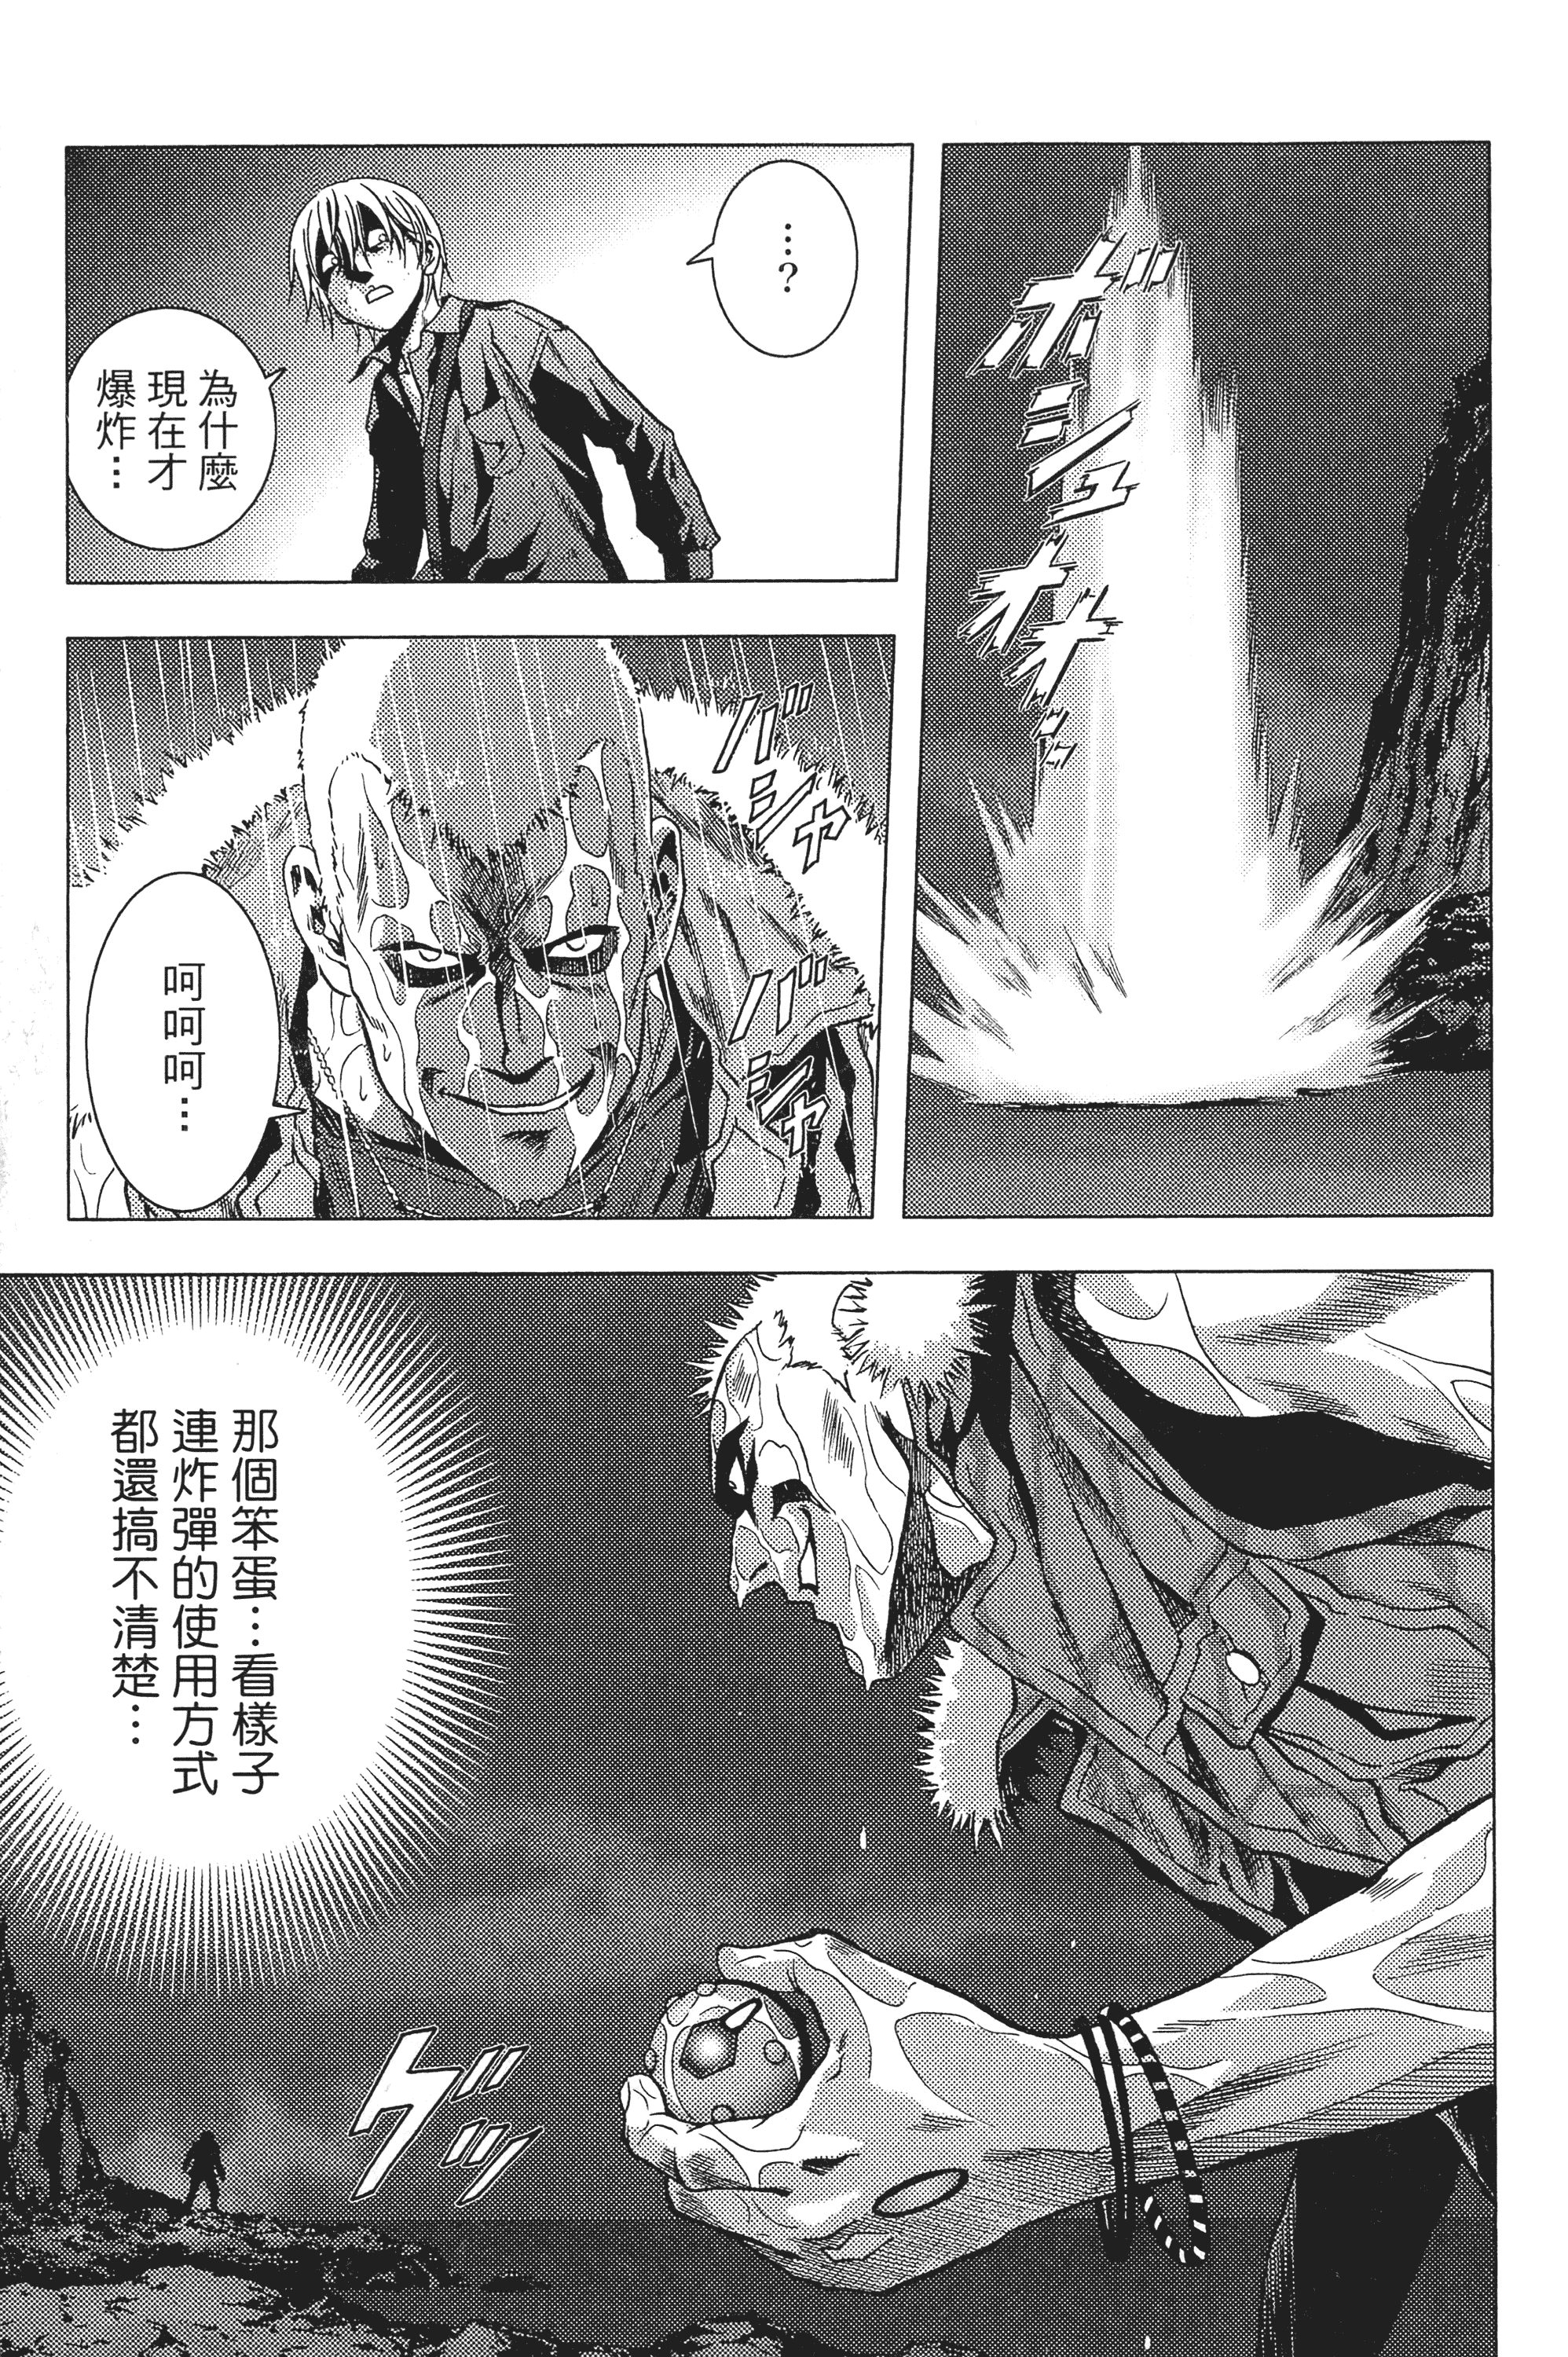 ボシュオオオ…
…?
為什麼
現在才
爆炸…
バシャ
バシャ
呵呵呵…
那個笨蛋…看樣子
連炸彈的使用方式
都還搞不清楚…
グッ